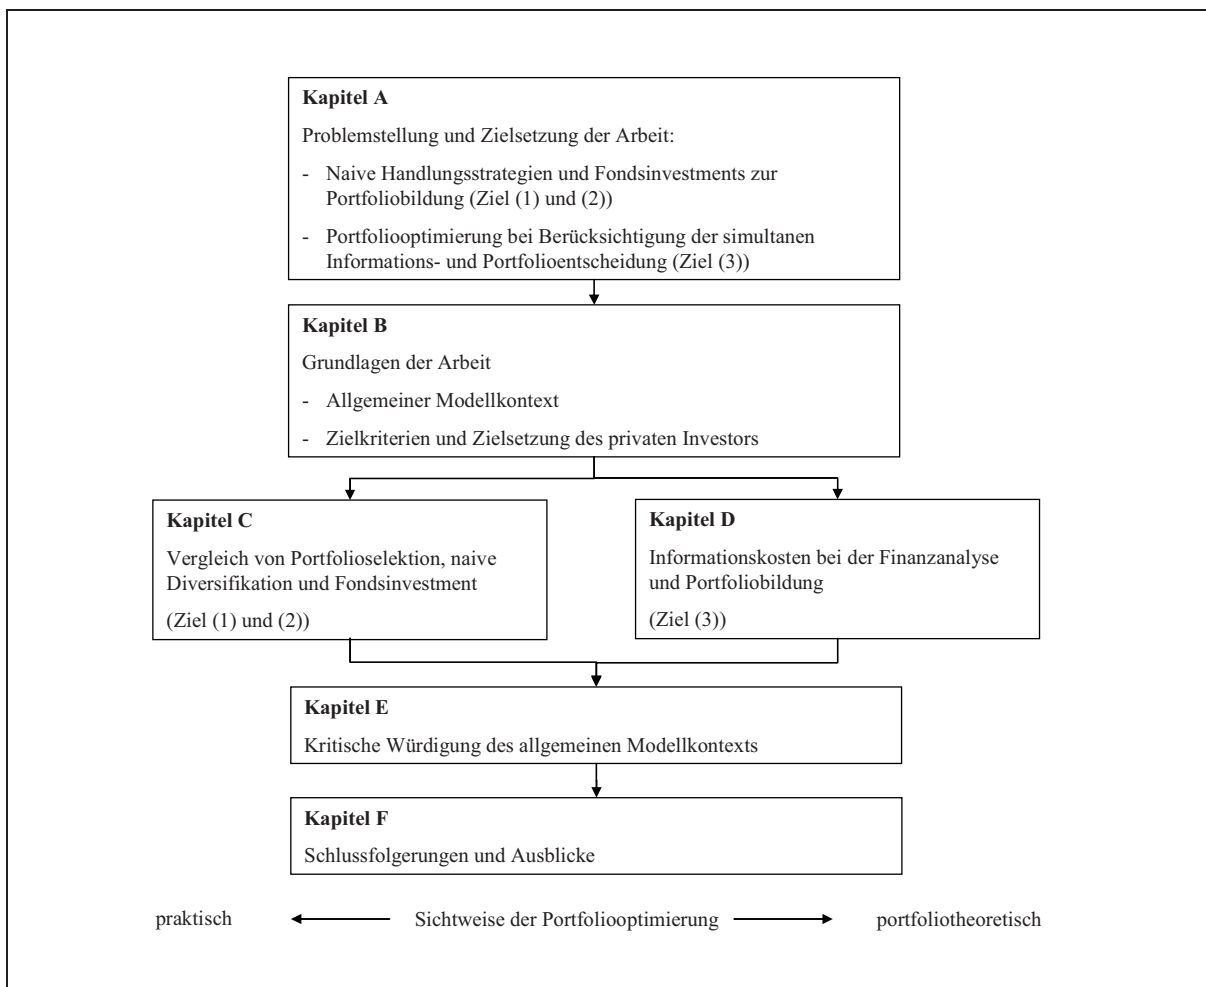 Kapitel A
Problemstellung und Zielsetzung der Arbeit:
- Naive Handlungsstrategien und Fondsinvestments zur
Portfoliobildung (Ziel (1) und (2))
- Portfoliooptimierung bei Berücksichtigung der simultanen
Informations- und Portfolioentscheidung (Ziel (3))
Kapitel B
Grundlagen der Arbeit
- Allgemeiner Modellkontext
- Zielkriterien und Zielsetzung des privaten Investors
Kapitel C
Vergleich von Portfolioselektion, naive
Diversifikation und Fondsinvestment
(Ziel (1) und (2))
Kapitel D
Informationskosten bei der Finanzanalyse
und Portfoliobildung
(Ziel (3))
Kapitel E
Kritische Würdigung des allgemeinen Modellkontexts
Kapitel F
Schlussfolgerungen und Ausblicke
praktisch Sichtweise der Portfoliooptimierung portfoliotheoretisch